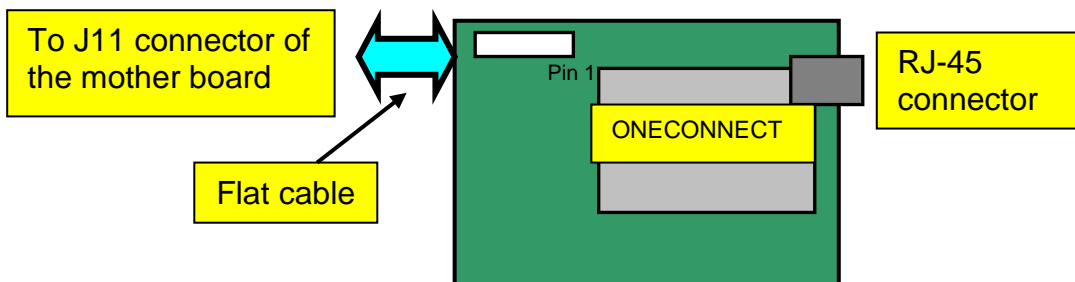 To J11 connector of
the mother board
Pin 1
RJ-45
connector
ONECONNECT
Flat cable